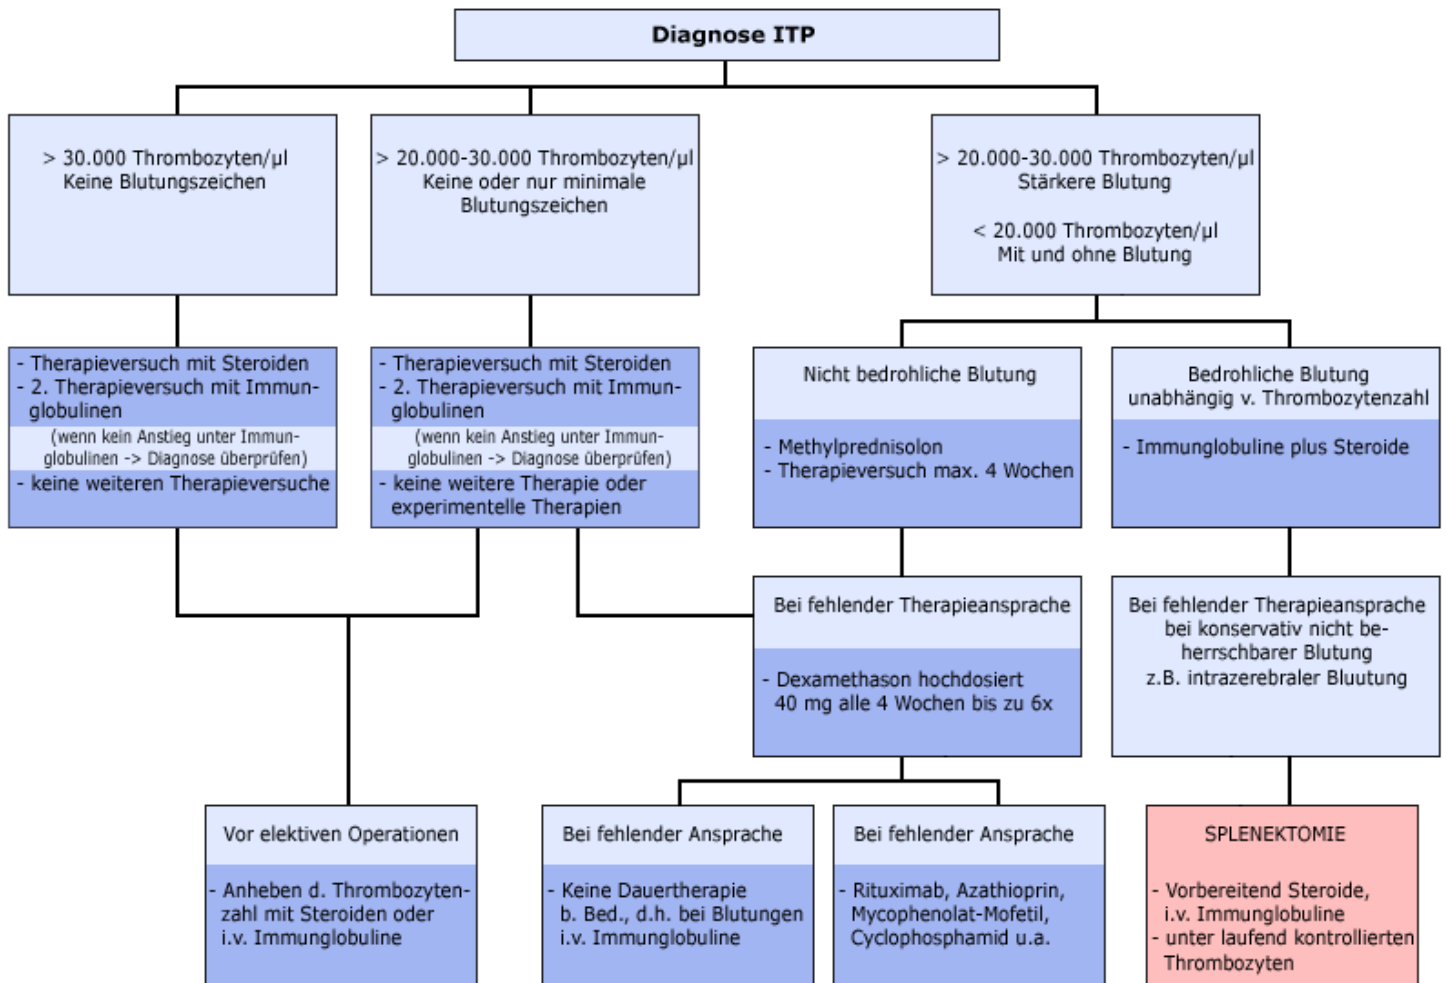 Diagnose ITP
> 30.000 Thrombozyten/µl
Keine Blutungszeichen
> 20.000-30.000 Thrombozyten/µl
Keine oder nur minimale
Blutungszeichen
> 20.000-30.000 Thrombozyten/µl
Stärkere Blutung
< 20.000 Thrombozyten/µl
Mit und ohne Blutung
- Therapieversuch mit Steroiden
- 2. Therapieversuch mit Immun-
globulinen
(wenn kein Anstieg unter Immun-
globulinen -> Diagnose überprüfen)
- keine weiteren Therapieversuche
- Therapieversuch mit Steroiden
- 2. Therapieversuch mit Immun-
globulinen
(wenn kein Anstieg unter Immun-
globulinen -> Diagnose überprüfen)
- keine weitere Therapie oder
experimentelle Therapien
Nicht bedrohliche Blutung
- Methylprednisolon
- Therapieversuch max. 4 Wochen
Bedrohliche Blutung
unabhängig v. Thrombozytenzahl
- Immunglobuline plus Steroide
Bei fehlender Therapieansprache
- Dexamethason hochdosiert
40 mg alle 4 Wochen bis zu 6x
Bei fehlender Therapieansprache
bei konservativ nicht be-
herrschbarer Blutung
z.B. intrazerebraler Bluutung
Vor elektiven Operationen
- Anheben d. Thrombozyten-
zahl mit Steroiden oder
i.v. Immunglobuline
Bei fehlender Ansprache
- Keine Dauertherapie
b. Bed., d.h. bei Blutungen
i.v. Immunglobuline
Bei fehlender Ansprache
- Rituximab, Azathioprin,
Mycophenolat-Mofetil,
Cyclophosphamid u.a.
SPLENEKTOMIE
- Vorbereitend Steroide,
i.v. Immunglobuline
- unter laufend kontrollierten
Thrombozyten